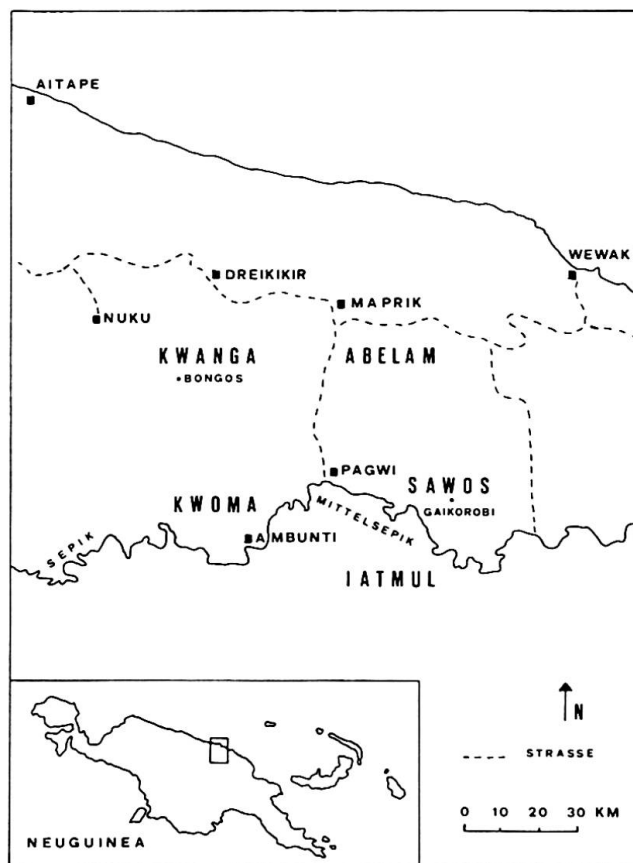 AITAPE
WEWAK
DREIKIKIR
MAPRIK
NUKU
KWANGA
ABELAM
BONGOS
PAGWI
SAWOS
GAIKOROBI
KWOMA
MITTELSEPIK
AMBUNTI
SEPIK
IATMUL
N
STRASSE
0 10 20 30 KM
NEUGUINEA